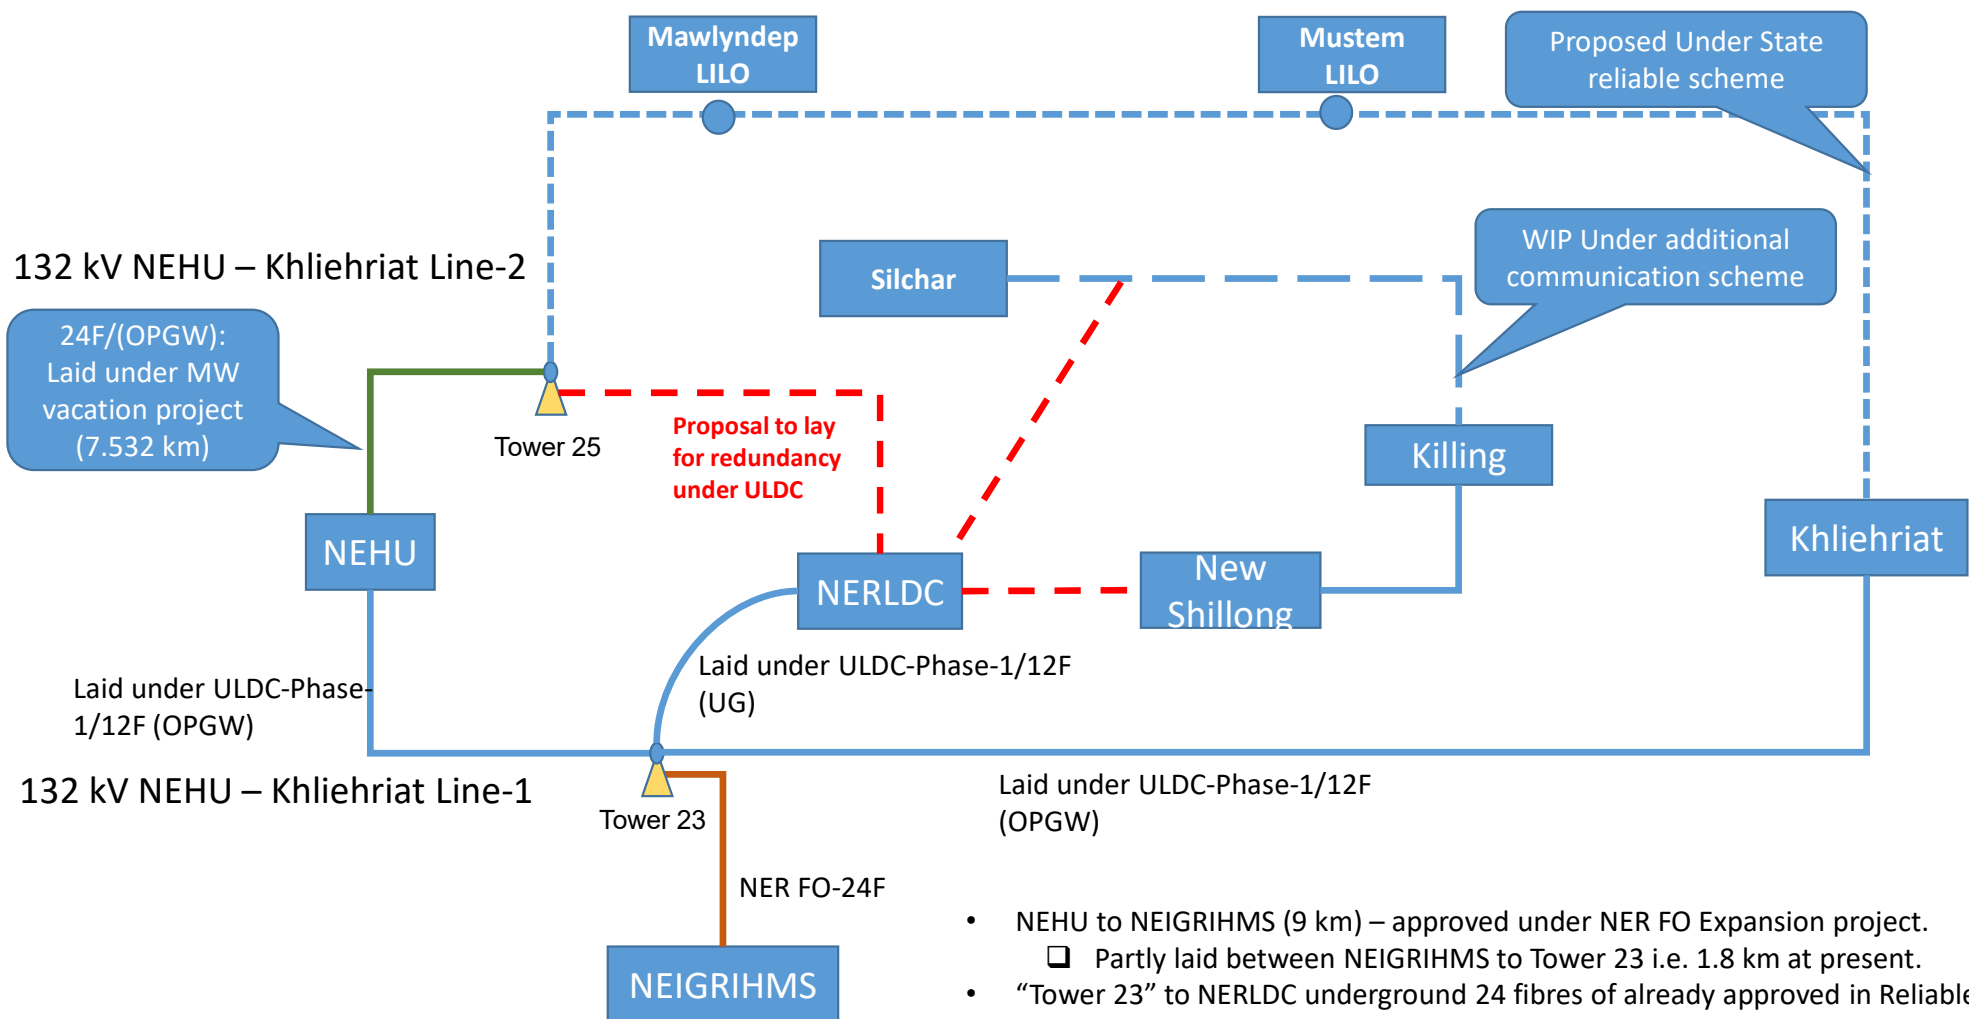 Mawlyndep
LILO
Mustem
LILO
Proposed Under State
reliable scheme
132 kV NEHU – Khliehriat Line-2
Silchar
WIP Under additional
communication scheme
24F/(OPGW):
Laid under MW
vacation project
(7.532 km)
Tower 25
Proposal to lay
for redundancy
under ULDC
Killing
NEHU
NERLDC
New
Shillong
Khliehriat
Laid under ULDC-Phase-
1/12F (OPGW)
Laid under ULDC-Phase-1/12F
(UG)
132 kV NEHU – Khliehriat Line-1
Tower 23
Laid under ULDC-Phase-1/12F
(OPGW)
NER FO-24F
NEIGRIHMS
• NEHU to NEIGRIHMS (9 km) – approved under NER FO Expansion project.
❑ Partly laid between NEIGRIHMS to Tower 23 i.e. 1.8 km at present.
• “Tower 23” to NERLDC underground 24 fibres of already approved in Reliable